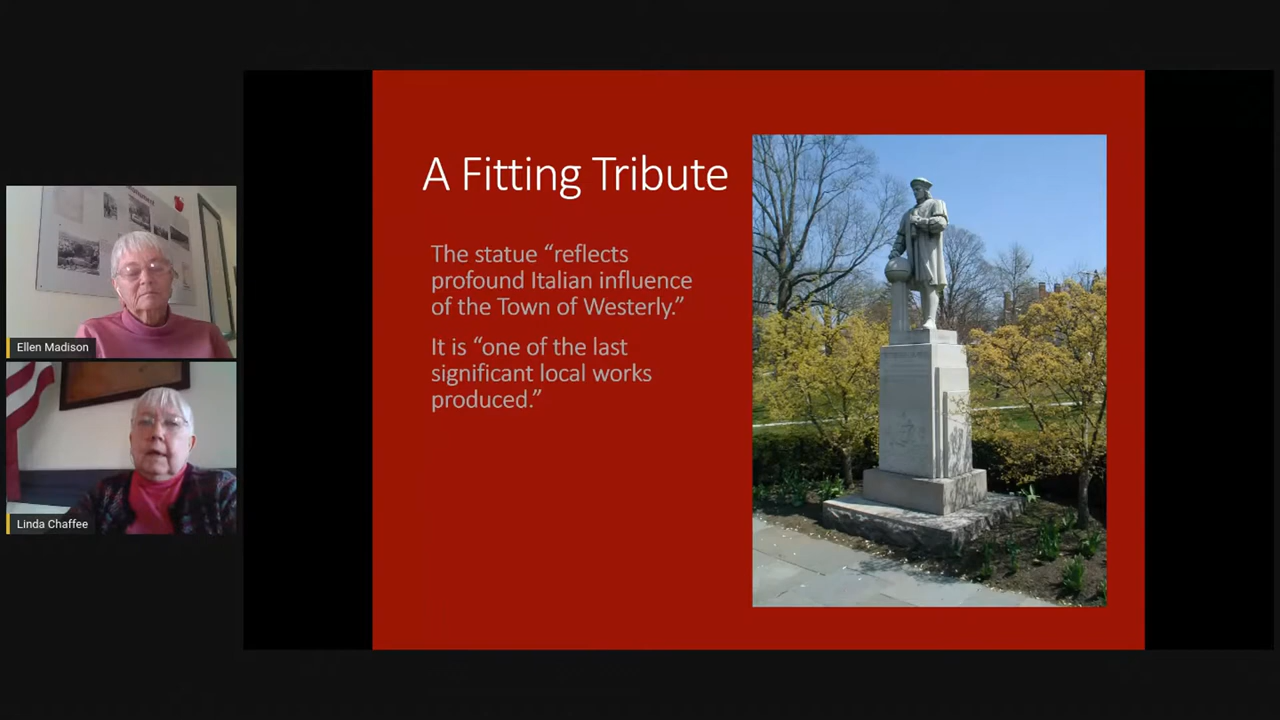 A Fitting Tribute
The statue “reflects
profound Italian influence
of the Town of Westerly.”
It is “one of the last
significant local works
produced.”
Ellen Madison
Linda Chaffee